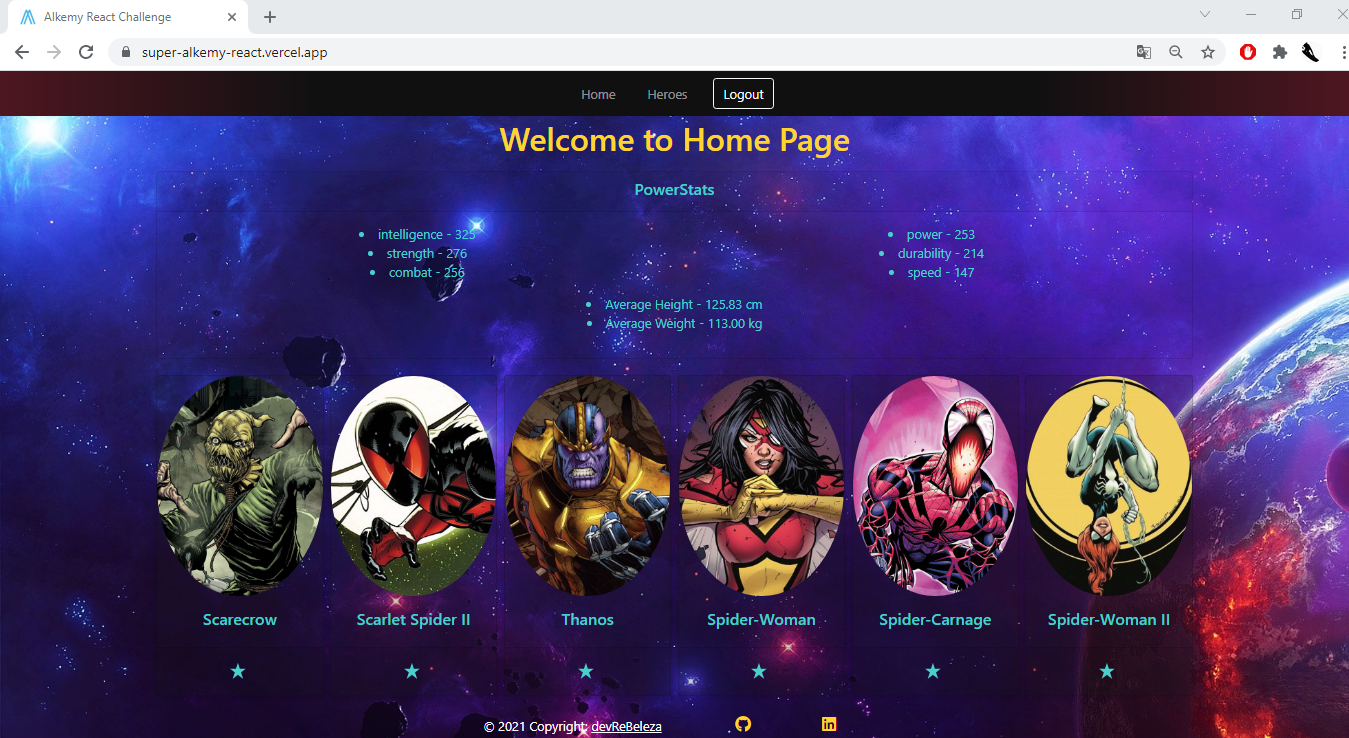 Alkemy React Challenge
super-alkemy-react.vercel.app
Home Heroes Logout
Welcome to Home Page
PowerStats
intelligence - 325
strength - 276
combat - 256
power - 253
durability - 214
speed - 147
Average Height - 125.83 cm
Average Weight - 113.00 kg
Scarecrow Scarlet Spider II Thanos Spider-Woman Spider-Carnage Spider-Woman II
© 2021 Copyright: devReBeleza